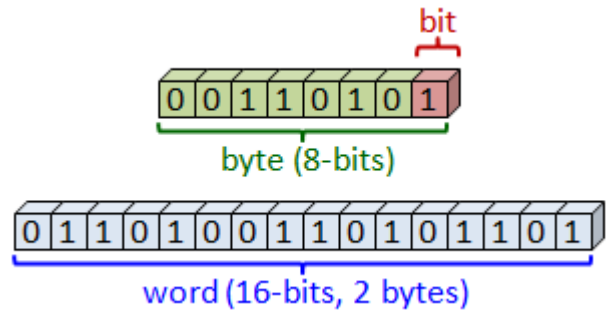 bit
0 0 1 1 0 1 0 1
byte (8-bits)
0 1 1 0 1 0 0 1 1 0 1 0 1 1 0 1
word (16-bits, 2 bytes)